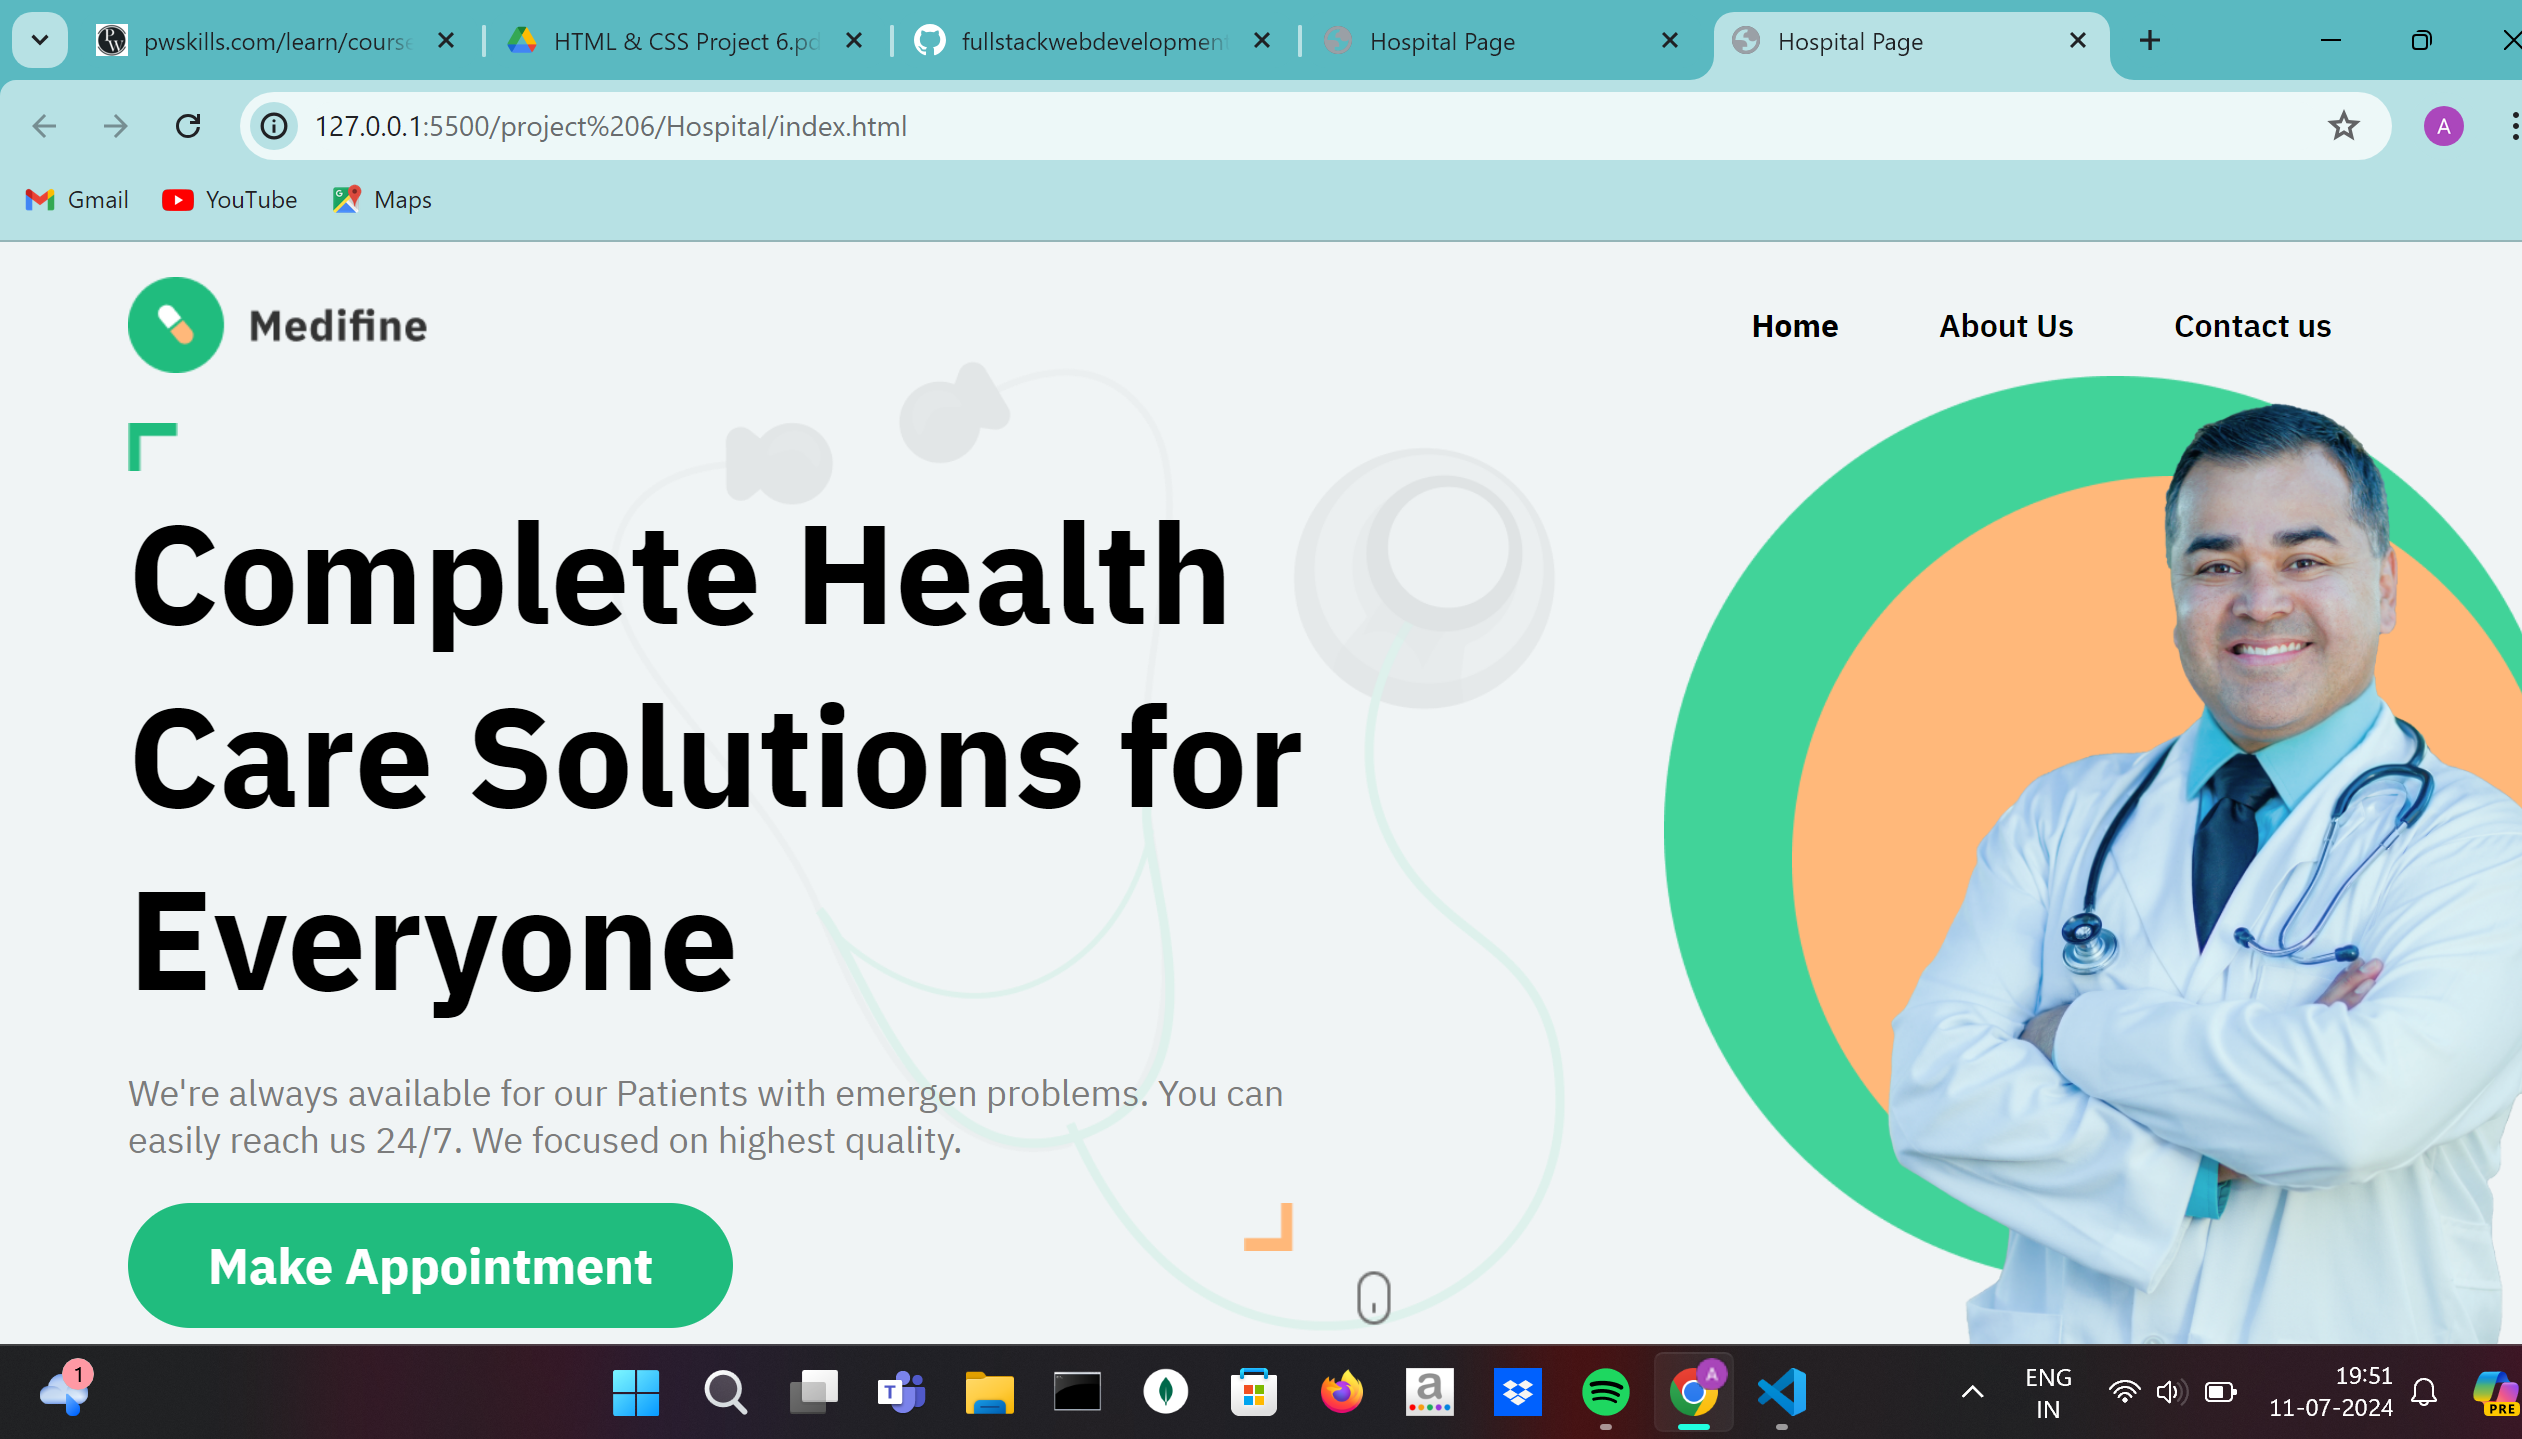 pwskills.com/learn/course
HTML & CSS Project 6.pd
fullstackwebdevelopment
Hospital Page
Hospital Page
127.0.0.1:5500/project%206/Hospital/index.html
A
Gmail
YouTube
Maps
Medifine
Home
About Us
Contact us
Complete Health
Care Solutions for
Everyone
We're always available for our Patients with emergen problems. You can
easily reach us 24/7. We focused on highest quality.
Make Appointment
1
T
a
A
ENG
IN
19:51
11-07-2024
PRE